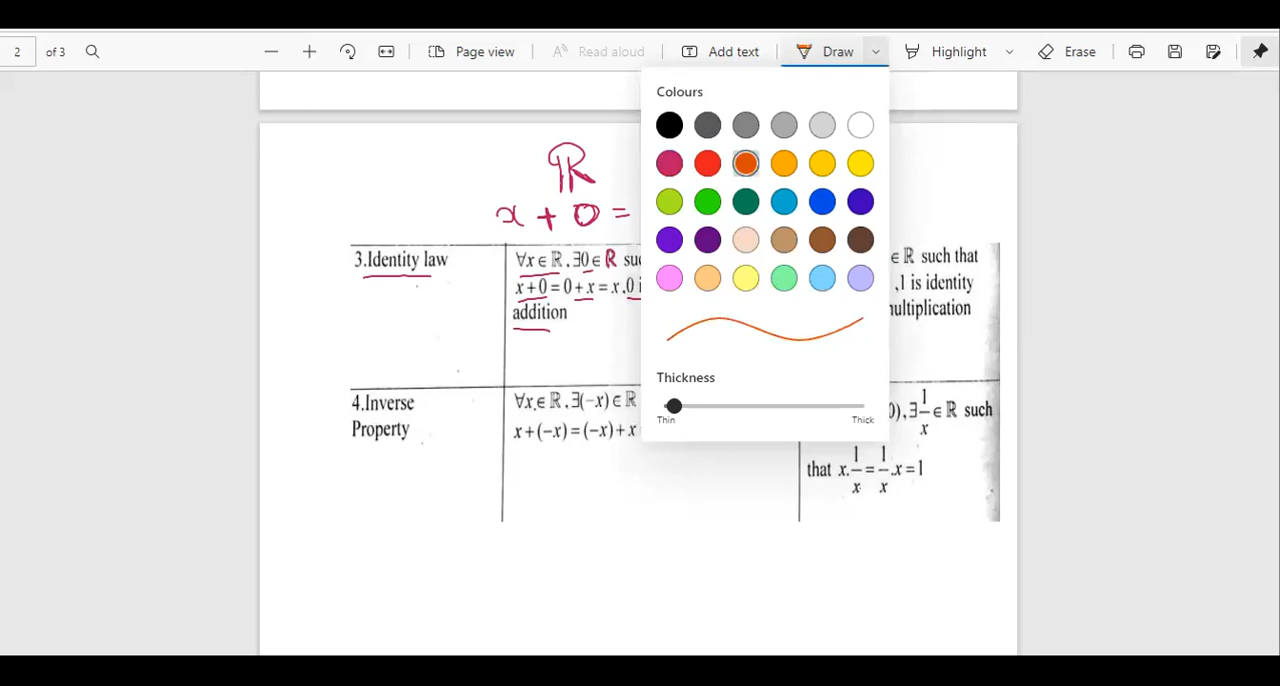 2 of 3 Page view Read aloud Add text Draw Highlight Erase
Colours
ℝ
x + 0 =
3.Identity law
∀x ∈ ℝ, ∃0 ∈ ℝ
x+0 = 0+x = x ,0
addition
∈ ℝ such that
,1 is identity
Thickness
Thin Thick
4.Inverse
Property
∀x ∈ ℝ, ∃(−x) ∈ ℝ
x+(−x) = (−x)+x
0), ∃1/x ∈ ℝ such
that x.1/x = 1/x.x = 1